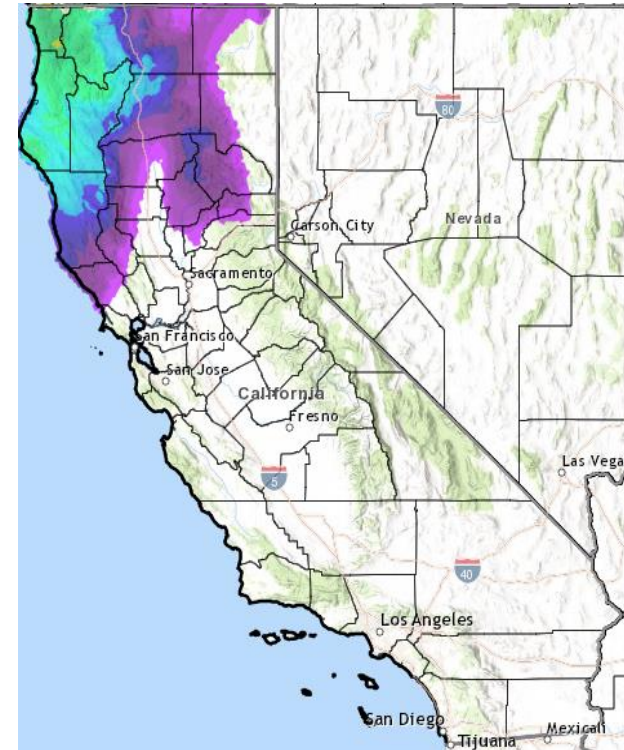 80
Nevada
Carson City
Sacramento
San Francisco
San Jose
California
Fresno
5
Las Vega
40
Los Angeles
San Diego
Tijuana
Mexicali